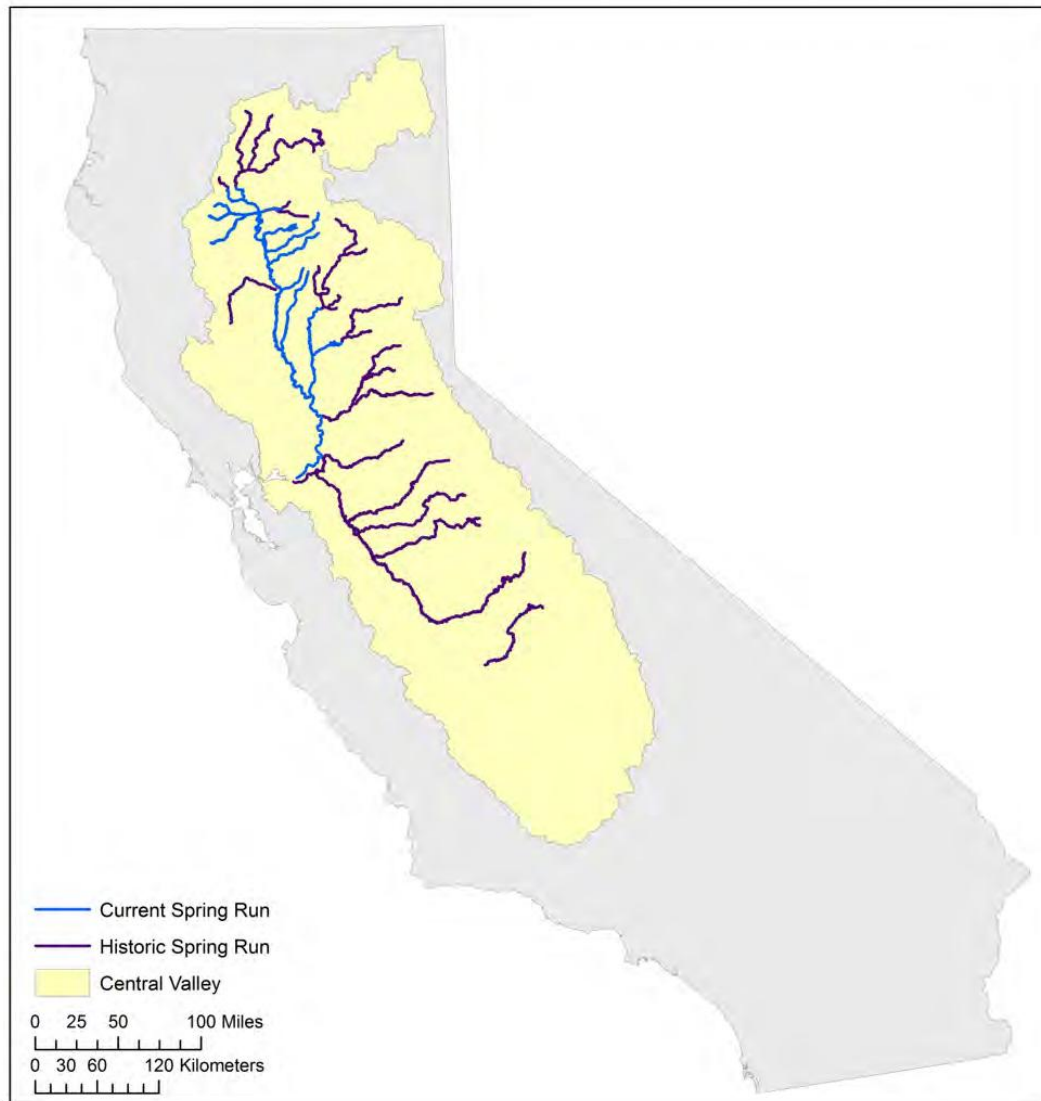 Current Spring Run
Historic Spring Run
Central Valley
0 25 50 100 Miles
0 30 60 120 Kilometers